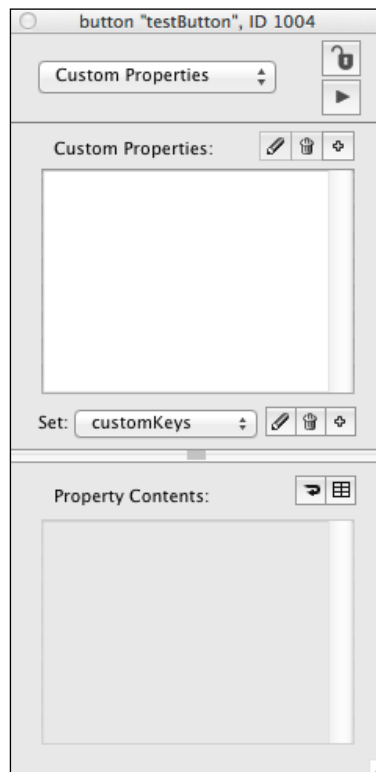 button "testButton", ID 1004
Custom Properties
Custom Properties:
Set: customKeys
Property Contents: